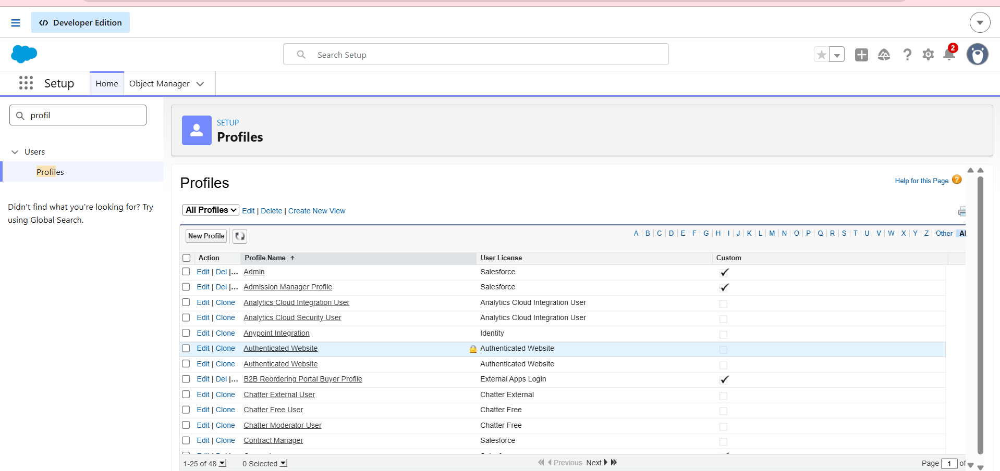 Developer Edition
Search Setup
2
Setup
Home
Object Manager
profil
Users
Profiles
Didn't find what you're looking for? Try
using Global Search.
SETUP
Profiles
Profiles
Help for this Page
?
All Profiles
Edit | Delete | Create New View
New Profile
A | B | C | D | E | F | G | H | I | J | K | L | M | N | O | P | Q | R | S | T | U | V | W | X | Y | Z | Other
Action Profile Name User License Custom
Edit | Del |... Admin Salesforce
Edit | Del |... Admission Manager Profile Salesforce
Edit | Clone Analytics Cloud Integration User Analytics Cloud Integration User
Edit | Clone Analytics Cloud Security User Analytics Cloud Integration User
Edit | Clone Anypoint Integration Identity
Edit | Clone Authenticated Website Authenticated Website
Edit | Clone Authenticated Website Authenticated Website
Edit | Del |... B2B Reordering Portal Buyer Profile External Apps Login
Edit | Clone Chatter External User Chatter External
Edit | Clone Chatter Free User Chatter Free
Edit | Clone Chatter Moderator User Chatter Free
Edit | Clone Contract Manager Salesforce
1-25 of 48 0 Selected Previous Next Page 1 of